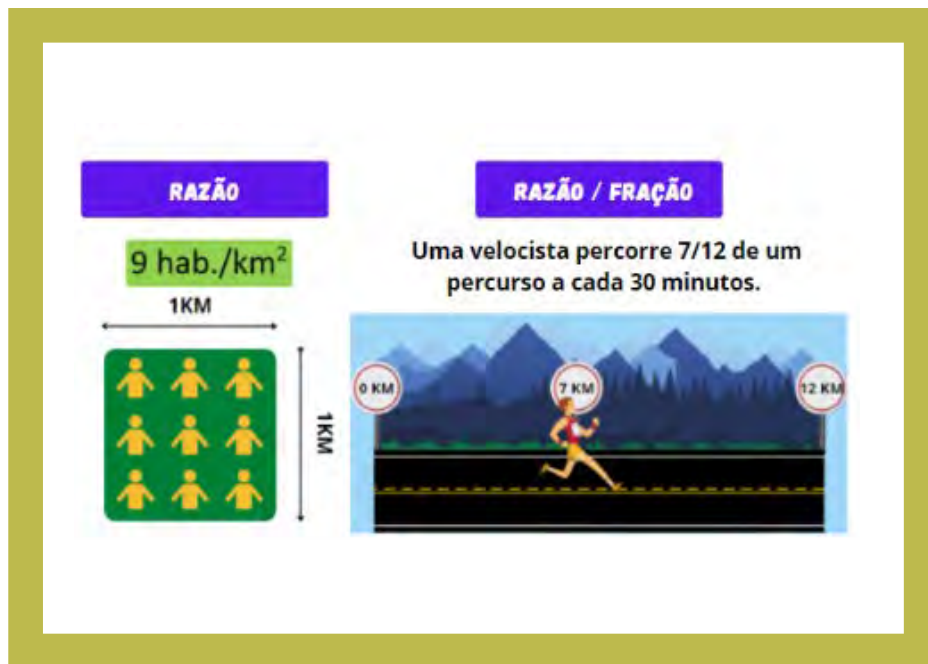 RAZÃO
9 hab./km²
1KM
1KM
RAZÃO / FRAÇÃO
Uma velocista percorre 7/12 de um
percurso a cada 30 minutos.
0 KM
7 KM
12 KM